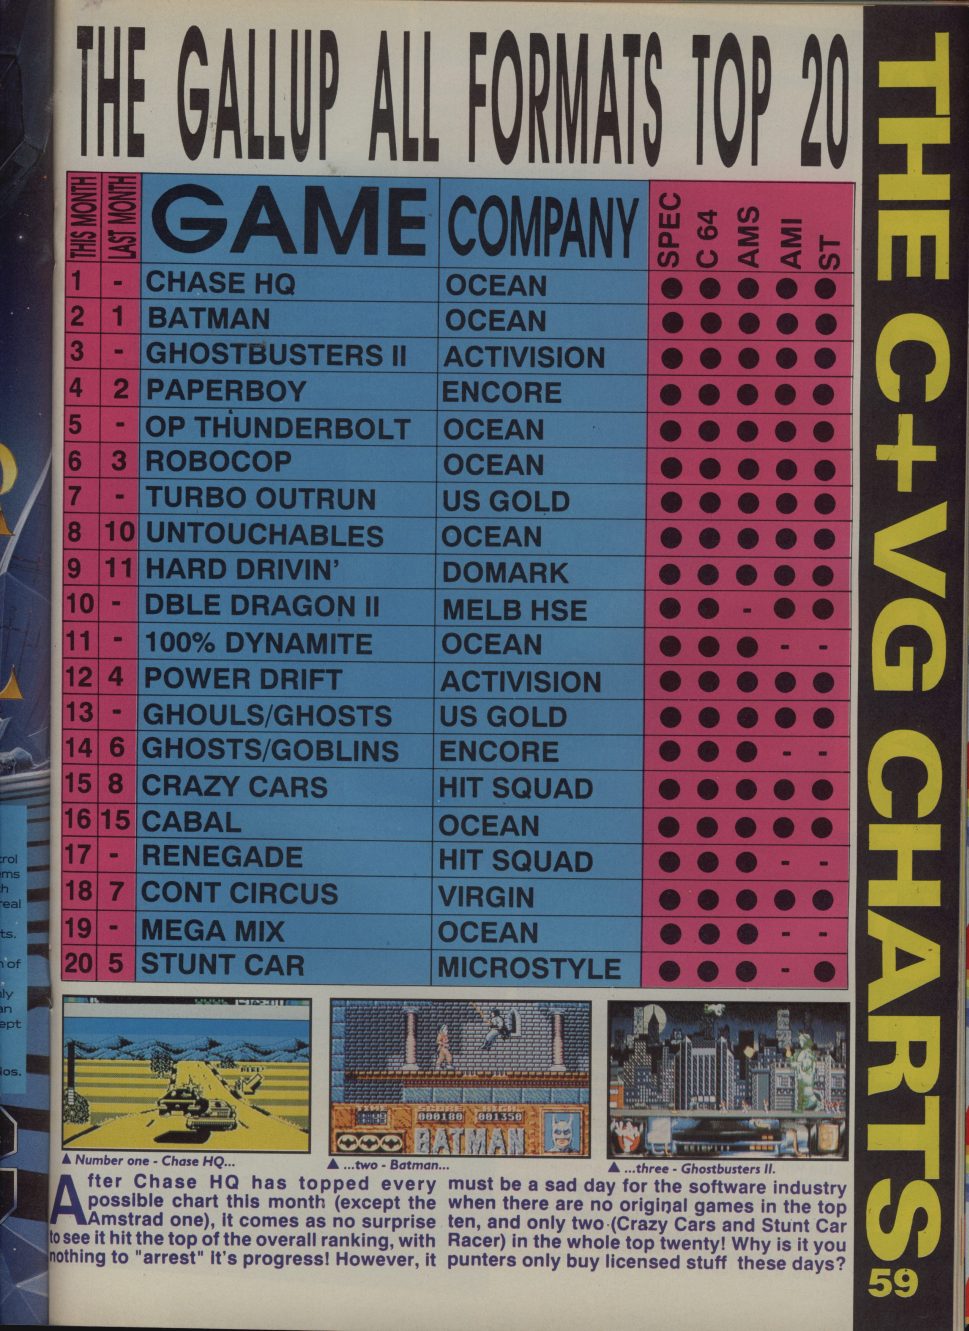 THE GALLUP ALL FORMATS TOP 20
THIS MONTH LAST MONTH GAME COMPANY SPEC C 64 AMS AMI ST
1 - CHASE HQ OCEAN ● ● ● ● ●
2 1 BATMAN OCEAN ● ● ● ● ●
3 - GHOSTBUSTERS II ACTIVISION ● ● ● ● ●
4 2 PAPERBOY ENCORE ● ● ● ● ●
5 - OP THUNDERBOLT OCEAN ● ● ● ● ●
6 3 ROBOCOP OCEAN ● ● ● ● ●
7 - TURBO OUTRUN US GOLD ● ● ● ● ●
8 10 UNTOUCHABLES OCEAN ● ● ● ● ●
9 11 HARD DRIVIN' DOMARK ● ● ● ● ●
10 - DBLE DRAGON II MELB HSE ● ● - ● ●
11 - 100% DYNAMITE OCEAN ● ● ● - -
12 4 POWER DRIFT ACTIVISION ● ● ● ● ●
13 - GHOULS/GHOSTS US GOLD ● ● ● ● ●
14 6 GHOSTS/GOBLINS ENCORE ● ● ● - -
15 8 CRAZY CARS HIT SQUAD ● ● ● ● ●
16 15 CABAL OCEAN ● ● ● ● ●
17 - RENEGADE HIT SQUAD ● ● ● - -
18 7 CONT CIRCUS VIRGIN ● ● ● ● ●
19 - MEGA MIX OCEAN ● ● ● - -
20 5 STUNT CAR MICROSTYLE ● ● ● - ●
HERE!
TIME SCORE HIGH
000180 001350
BATMAN
▲ Number one - Chase HQ...
▲ ...two - Batman...
▲ ...three - Ghostbusters II.
After Chase HQ has topped every
possible chart this month (except the
Amstrad one), it comes as no surprise
to see it hit the top of the overall ranking, with
nothing to "arrest" it's progress! However, it
must be a sad day for the software industry
when there are no original games in the top
ten, and only two (Crazy Cars and Stunt Car
Racer) in the whole top twenty! Why is it you
punters only buy licensed stuff these days?
THE C+VG CHARTS
59